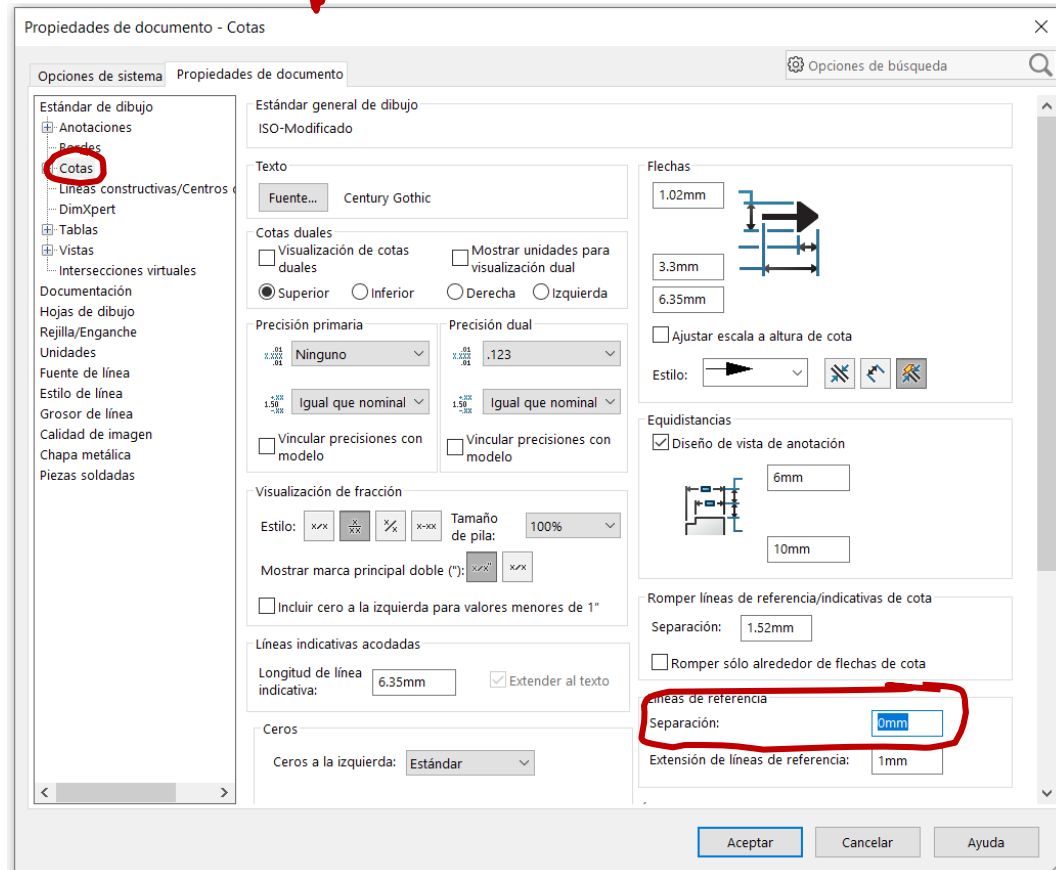 Propiedades de documento - Cotas
Opciones de sistema
Propiedades de documento
Opciones de búsqueda
Estándar de dibujo
Anotaciones
Bordes
Cotas
Líneas constructivas/Centros
DimXpert
Tablas
Vistas
Intersecciones virtuales
Documentación
Hojas de dibujo
Rejilla/Enganche
Unidades
Fuente de línea
Estilo de línea
Grosor de línea
Calidad de imagen
Chapa metálica
Piezas soldadas
Estándar general de dibujo
ISO-Modificado
Texto
Fuente...
Century Gothic
Cotas duales
Visualización de cotas
duales
Mostrar unidades para
visualización dual
Superior
Inferior
Derecha
Izquierda
Precisión primaria
Ninguno
Igual que nominal
Vincular precisiones con
modelo
Precisión dual
.123
Igual que nominal
Vincular precisiones con
modelo
Visualización de fracción
Estilo:
Tamaño
de pila:
100%
Mostrar marca principal doble ("):
Incluir cero a la izquierda para valores menores de 1"
Líneas indicativas acodadas
Longitud de línea
indicativa:
6.35mm
Extender al texto
Ceros
Ceros a la izquierda:
Estándar
Flechas
1.02mm
3.3mm
6.35mm
Ajustar escala a altura de cota
Estilo:
Equidistancias
Diseño de vista de anotación
6mm
10mm
Romper líneas de referencia/indicativas de cota
Separación:
1.52mm
Romper sólo alrededor de flechas de cota
Líneas de referencia
Separación:
0mm
Extensión de líneas de referencia:
1mm
Aceptar
Cancelar
Ayuda